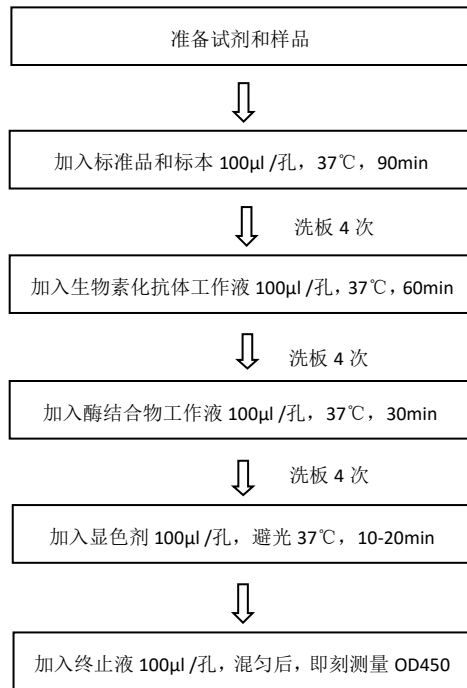 准备试剂和样品
加入标准品和标本 100μl /孔，37℃，90min
洗板 4 次
加入生物素化抗体工作液 100μl /孔，37℃，60min
洗板 4 次
加入酶结合物工作液 100μl /孔，37℃，30min
洗板 4 次
加入显色剂 100μl /孔，避光 37℃，10-20min
加入终止液 100μl /孔，混匀后，即刻测量 OD450